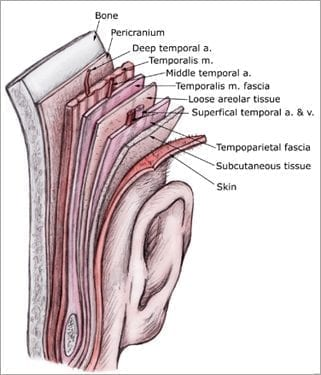 Bone
Pericranium
Deep temporal a.
Temporalis m.
Middle temporal a.
Temporalis m. fascia
Loose areolar tissue
Superfical temporal a. & v.
Tempoparietal fascia
Subcutaneous tissue
Skin